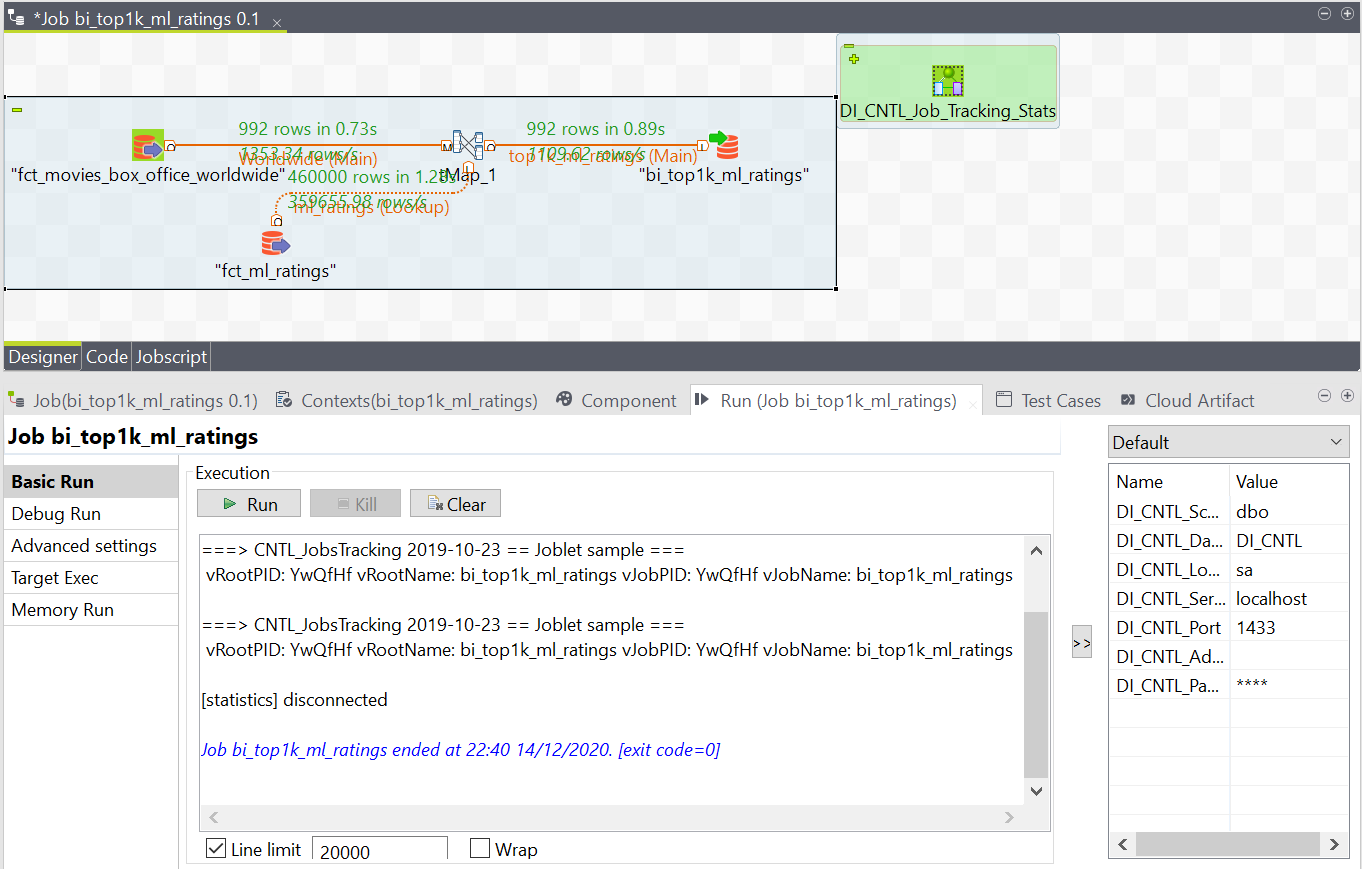 *Job bi_top1k_ml_ratings 0.1
DI_CNTL_Job_Tracking_Stats
992 rows in 0.73s
1353.34 rows/s
Worldwide (Main)
992 rows in 0.89s
1109.62 rows/s
top1k_ml_ratings (Main)
"fct_movies_box_office_worldwide"
tMap_1
"bi_top1k_ml_ratings"
460000 rows in 1.28s
359655.98 rows/s
ml_ratings (Lookup)
"fct_ml_ratings"
Designer Code Jobscript
Job(bi_top1k_ml_ratings 0.1) Contexts(bi_top1k_ml_ratings) Component Run (Job bi_top1k_ml_ratings) Test Cases Cloud Artifact
Job bi_top1k_ml_ratings
Basic Run
Debug Run
Advanced settings
Target Exec
Memory Run
Execution
Run Kill Clear
===> CNTL_JobsTracking 2019-10-23 == Joblet sample ===
vRootPID: YwQfHf vRootName: bi_top1k_ml_ratings vJobPID: YwQfHf vJobName: bi_top1k_ml_ratings
===> CNTL_JobsTracking 2019-10-23 == Joblet sample ===
vRootPID: YwQfHf vRootName: bi_top1k_ml_ratings vJobPID: YwQfHf vJobName: bi_top1k_ml_ratings
[statistics] disconnected
Job bi_top1k_ml_ratings ended at 22:40 14/12/2020. [exit code=0]
Line limit 20000 Wrap
>>
Default
Name Value
DI_CNTL_Sc... dbo
DI_CNTL_Da... DI_CNTL
DI_CNTL_Lo... sa
DI_CNTL_Ser... localhost
DI_CNTL_Port 1433
DI_CNTL_Ad...
DI_CNTL_Pa... ****